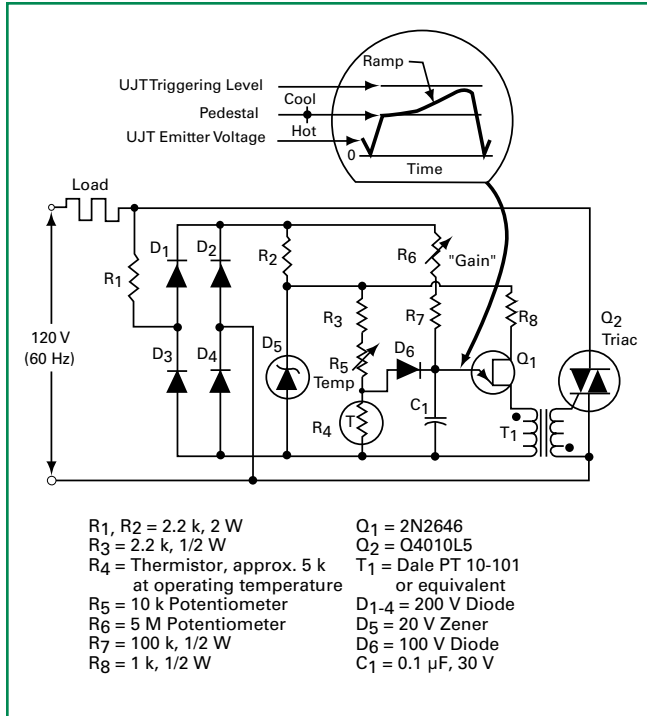 UJT Triggering Level
Ramp
Pedestal
Cool
Hot
UJT Emitter Voltage
0
Time
Load
R1
D1
D2
R2
R6
"Gain"
120 V
(60 Hz)
D3
D4
D5
R3
R5
Temp
D6
R7
R8
Q1
Q2
Triac
R4
T
C1
T1
R1, R2 = 2.2 k, 2 W
R3 = 2.2 k, 1/2 W
R4 = Thermistor, approx. 5 k
at operating temperature
R5 = 10 k Potentiometer
R6 = 5 M Potentiometer
R7 = 100 k, 1/2 W
R8 = 1 k, 1/2 W
Q1 = 2N2646
Q2 = Q4010L5
T1 = Dale PT 10-101
or equivalent
D1-4 = 200 V Diode
D5 = 20 V Zener
D6 = 100 V Diode
C1 = 0.1 µF, 30 V